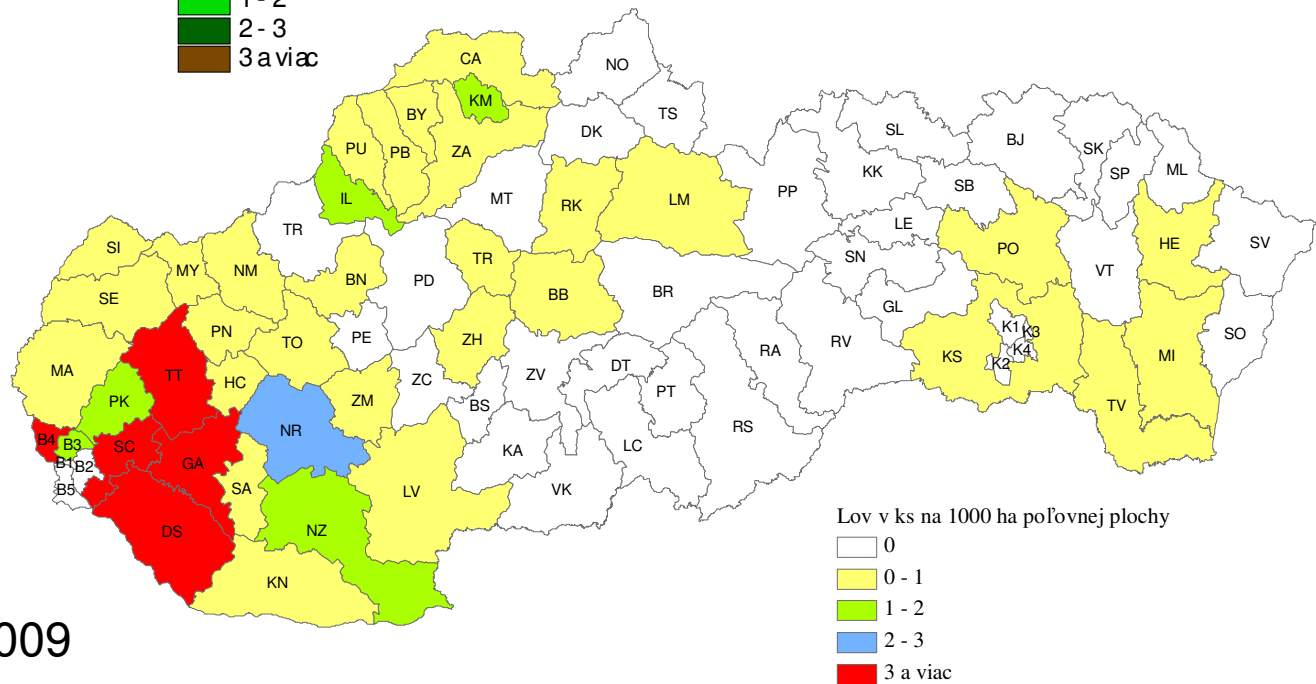 1 - 2
2 - 3
3 a viac
CA
NO
KM
TS
BY
DK
SL
BJ
PU
PB
ZA
SK
KK
SP
ML
PP
SB
IL
MT
RK
LM
TR
LE
SI
PO
HE
SV
MY
NM
TR
SN
VT
BN
PD
SE
BB
BR
GL
PN
TO
PE
ZH
K1
K3
SO
RV
K4
KS
MI
RA
K2
MA
TT
HC
ZC
ZV
DT
PT
PK
ZM
BS
TV
NR
RS
B4
B3
SC
KA
LC
B1
B2
GA
B5
SA
LV
VK
DS
NZ
KN
Lov v ks na 1000 ha poľovnej plochy
0
0 - 1
1 - 2
2 - 3
3 a viac
009